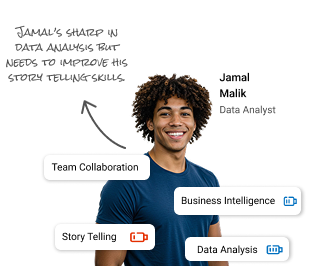 JAMAL'S SHARP IN
DATA ANALYSIS BUT
NEEDS TO IMPROVE HIS
STORY TELLING SKILLS.
Jamal
Malik
Data Analyst
Team Collaboration
Business Intelligence
Story Telling
Data Analysis